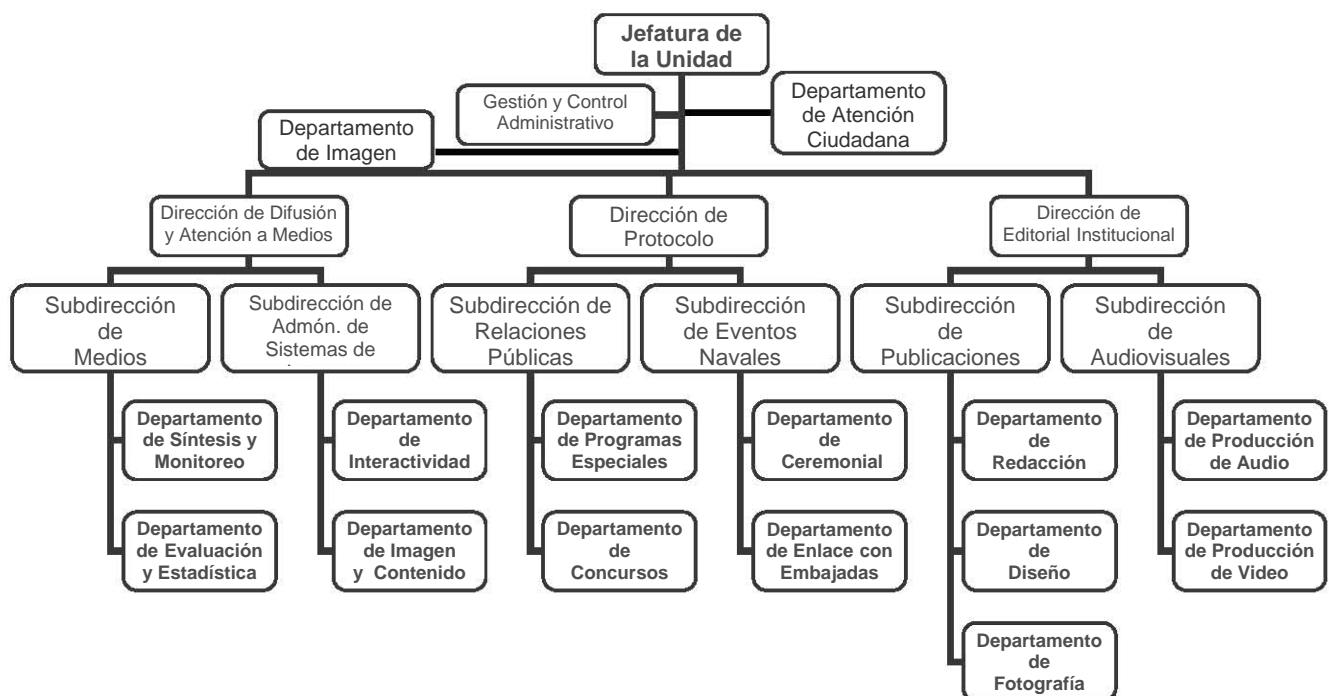 Jefatura de
la Unidad
Gestión y Control
Administrativo
Departamento
de Atención
Ciudadana
Departamento
de Imagen
Dirección de Difusión
y Atención a Medios
Dirección de
Protocolo
Dirección de
Editorial Institucional
Subdirección
de
Medios
Subdirección de
Admón. de
Sistemas de
Subdirección de
Relaciones
Públicas
Subdirección
de Eventos
Navales
Subdirección
de
Publicaciones
Subdirección
de
Audiovisuales
Departamento
de Síntesis y
Monitoreo
Departamento
de
Interactividad
Departamento
de Programas
Especiales
Departamento
de
Ceremonial
Departamento
de
Redacción
Departamento
de Producción
de Audio
Departamento
de Evaluación
y Estadística
Departamento
de Imagen
y Contenido
Departamento
de
Concursos
Departamento
de Enlace con
Embajadas
Departamento
de
Diseño
Departamento
de Producción
de Video
Departamento
de
Fotografía